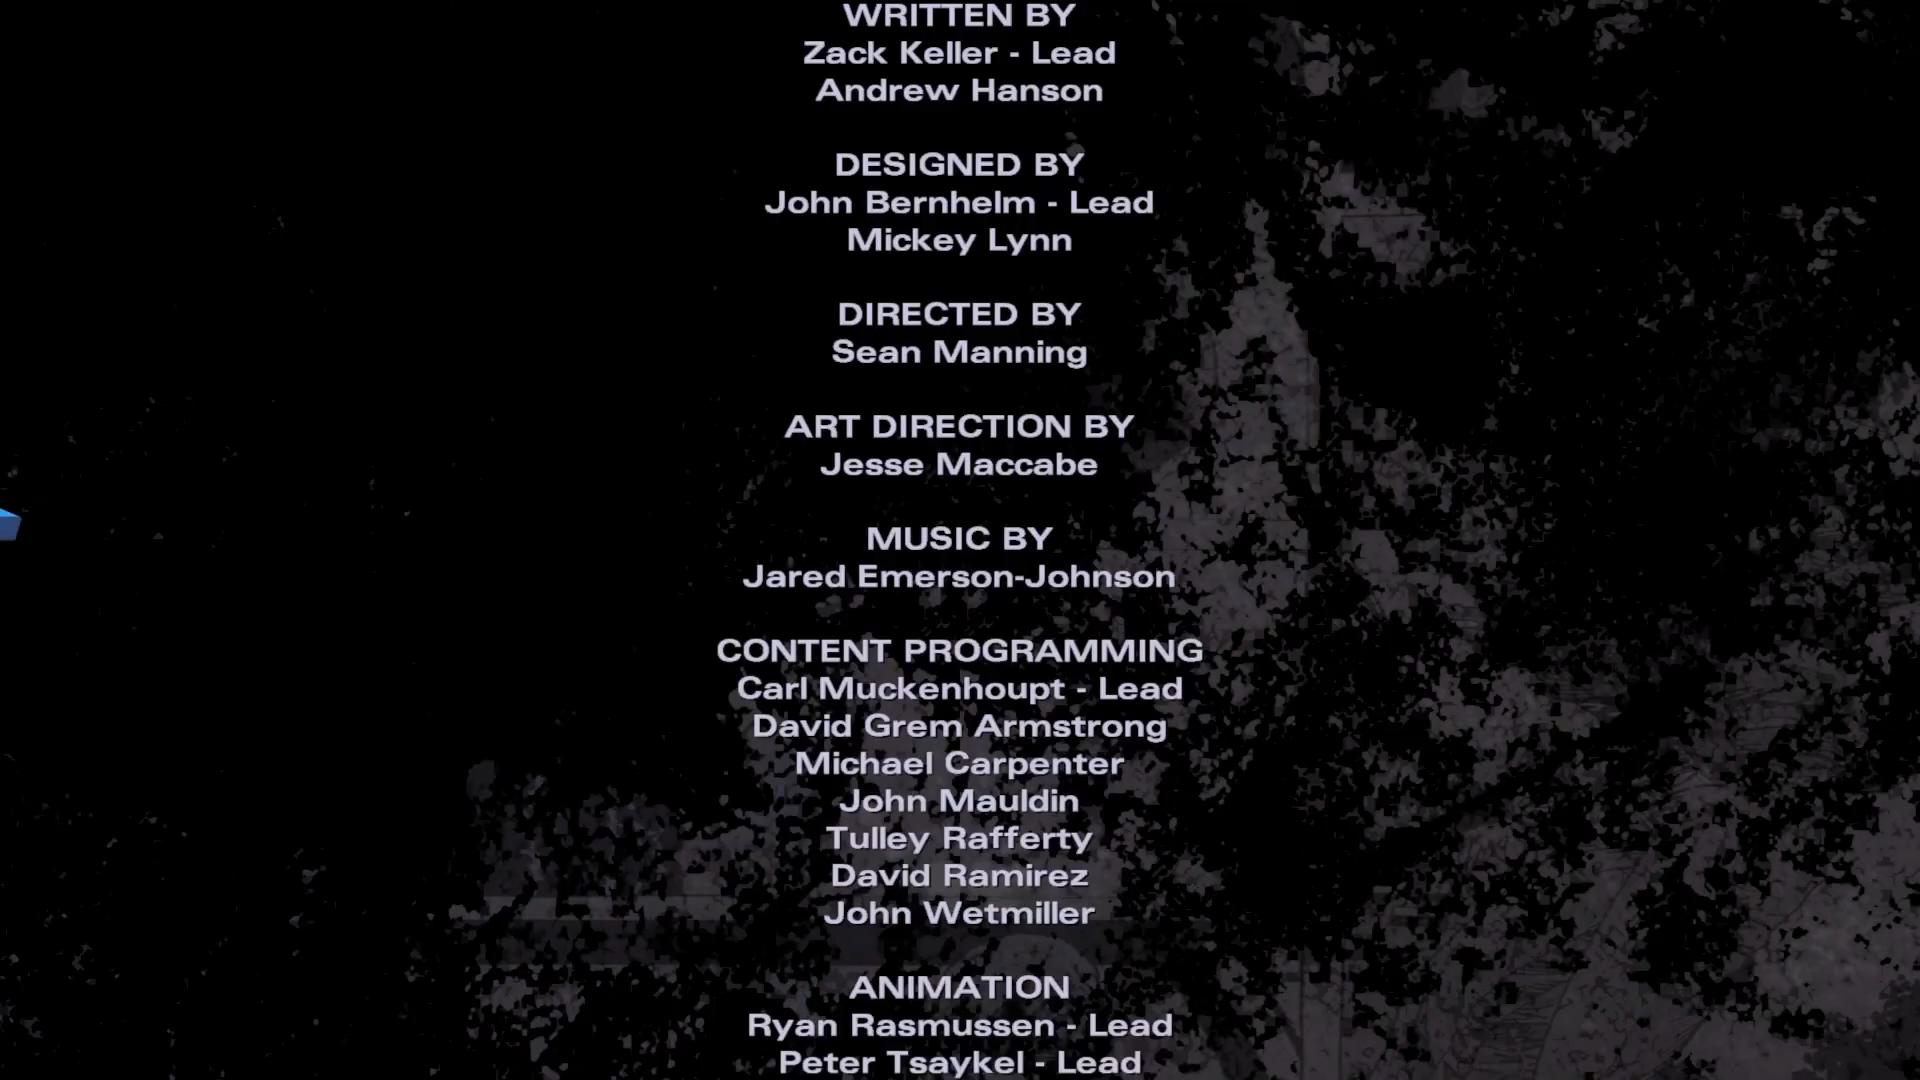 WRITTEN BY
Zack Keller - Lead
Andrew Hanson
DESIGNED BY
John Bernhelm - Lead
Mickey Lynn
DIRECTED BY
Sean Manning
ART DIRECTION BY
Jesse Maccabe
MUSIC BY
Jared Emerson-Johnson
CONTENT PROGRAMMING
Carl Muckenhoupt - Lead
David Grem Armstrong
Michael Carpenter
John Mauldin
Tulley Rafferty
David Ramirez
John Wetmiller
ANIMATION
Ryan Rasmussen - Lead
Peter Tsaykel - Lead